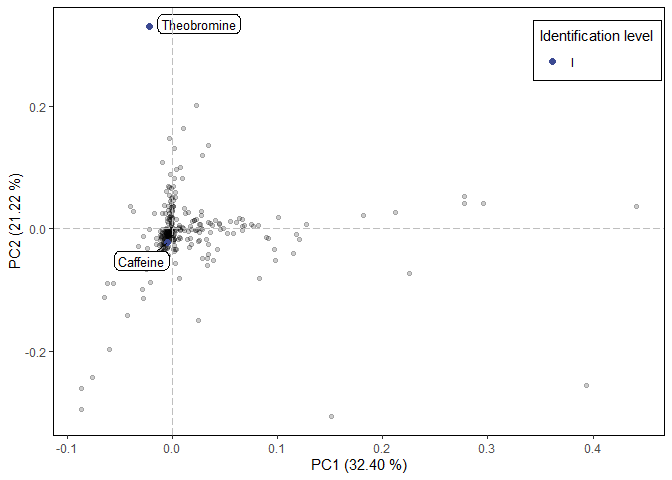 Theobromine
Identification level
I
0.2
0.0
-0.2
PC2 (21.22 %)
Caffeine
-0.1
0.0
0.1
0.2
0.3
0.4
PC1 (32.40 %)